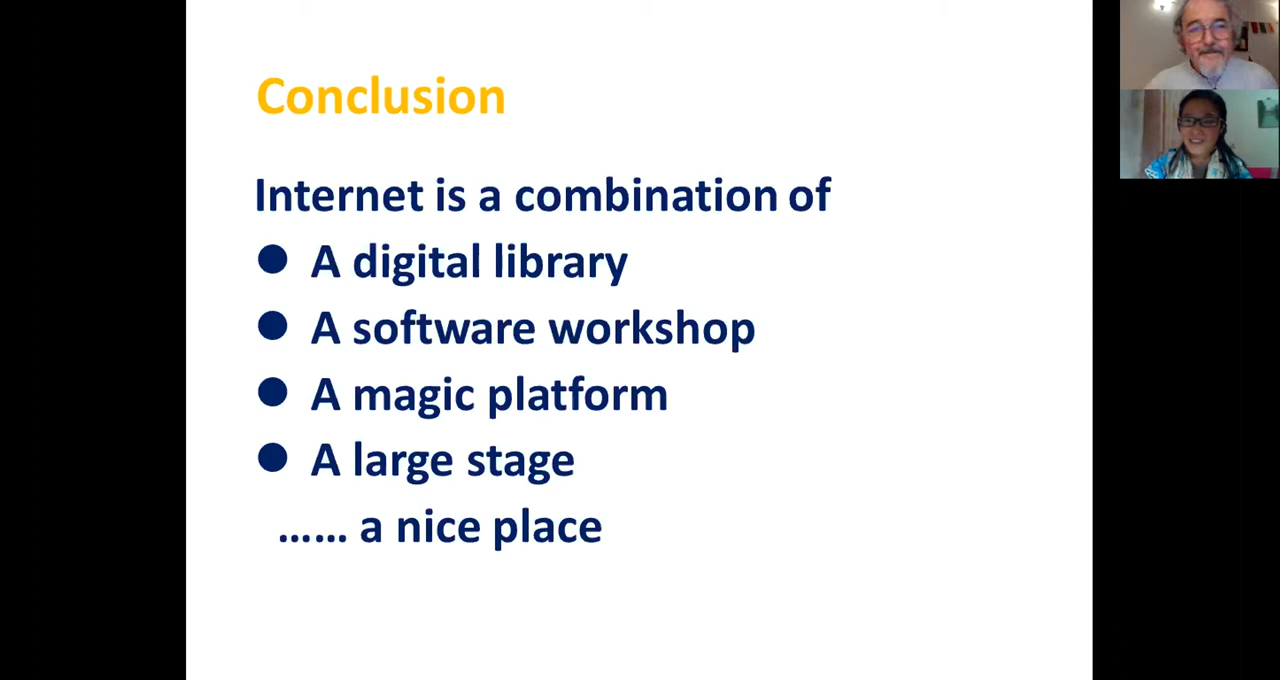 Conclusion
Internet is a combination of
● A digital library
● A software workshop
● A magic platform
● A large stage
...... a nice place